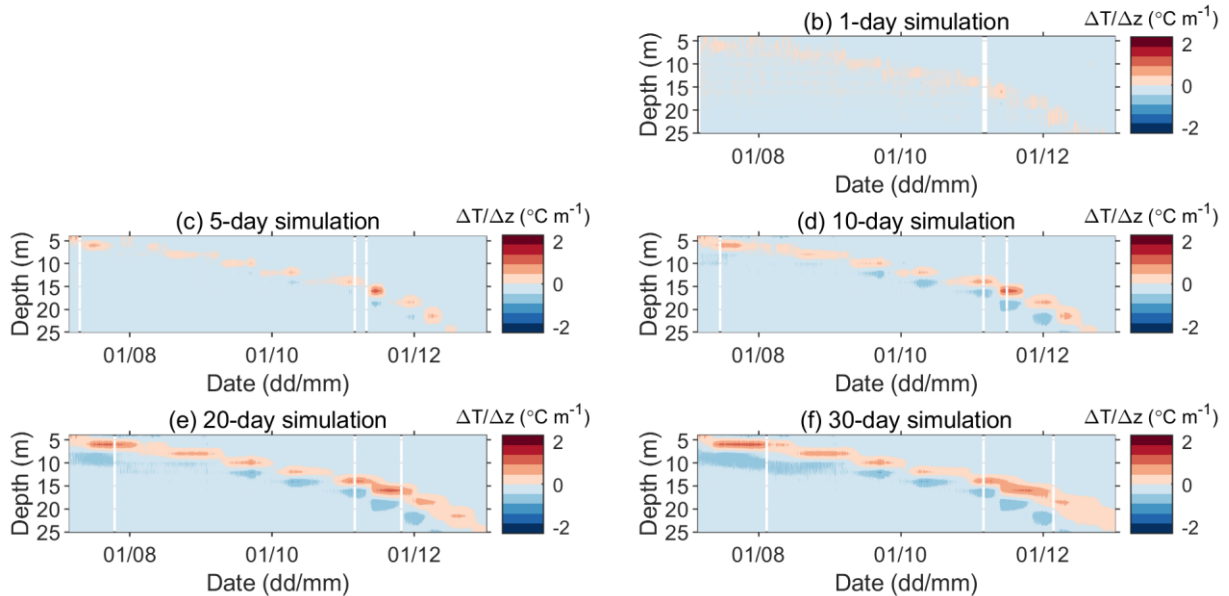 (b) 1-day simulation
ΔT/Δz (°C m⁻¹)
Depth (m)
5
10
15
20
25
2
0
-2
01/08 01/10 01/12
Date (dd/mm)
(c) 5-day simulation
ΔT/Δz (°C m⁻¹)
Depth (m)
5
10
15
20
25
2
0
-2
01/08 01/10 01/12
Date (dd/mm)
(d) 10-day simulation
ΔT/Δz (°C m⁻¹)
Depth (m)
5
10
15
20
25
2
0
-2
01/08 01/10 01/12
Date (dd/mm)
(e) 20-day simulation
ΔT/Δz (°C m⁻¹)
Depth (m)
5
10
15
20
25
2
0
-2
01/08 01/10 01/12
Date (dd/mm)
(f) 30-day simulation
ΔT/Δz (°C m⁻¹)
Depth (m)
5
10
15
20
25
2
0
-2
01/08 01/10 01/12
Date (dd/mm)